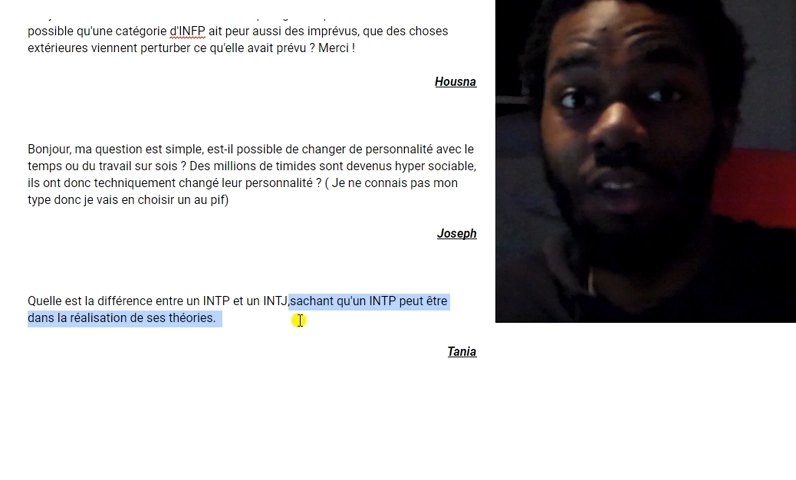 possible qu'une catégorie d'INFP ait peur aussi des imprévus, que des choses
extérieures viennent perturber ce qu'elle avait prévu ? Merci !
Housna
Bonjour, ma question est simple, est-il possible de changer de personnalité avec le
temps ou du travail sur sois ? Des millions de timides sont devenus hyper sociable,
ils ont donc techniquement changé leur personnalité ? ( Je ne connais pas mon
type donc je vais en choisir un au pif)
Joseph
Quelle est la différence entre un INTP et un INTJ,sachant qu'un INTP peut être
dans la réalisation de ses théories.
Tania